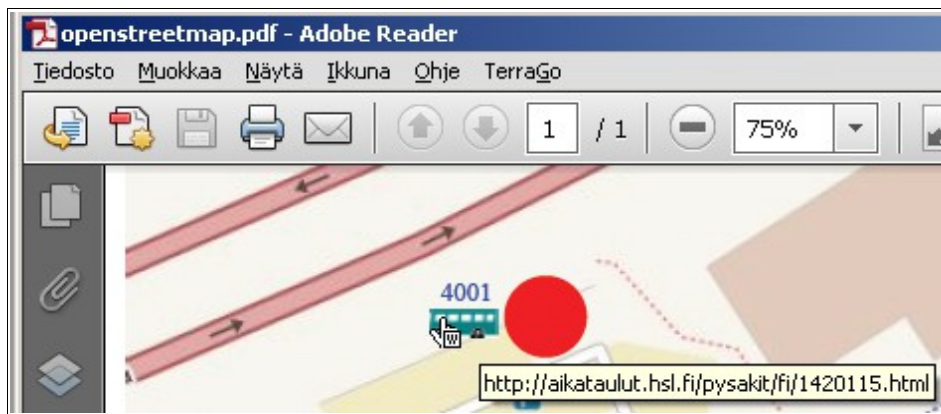 openstreetmap.pdf - Adobe Reader
Tiedosto Muokkaa Näytä Ikkuna Ohje TerraGo
1 / 1 75%
4001
http://aikataulut.hsl.fi/pysakit/fi/1420115.html